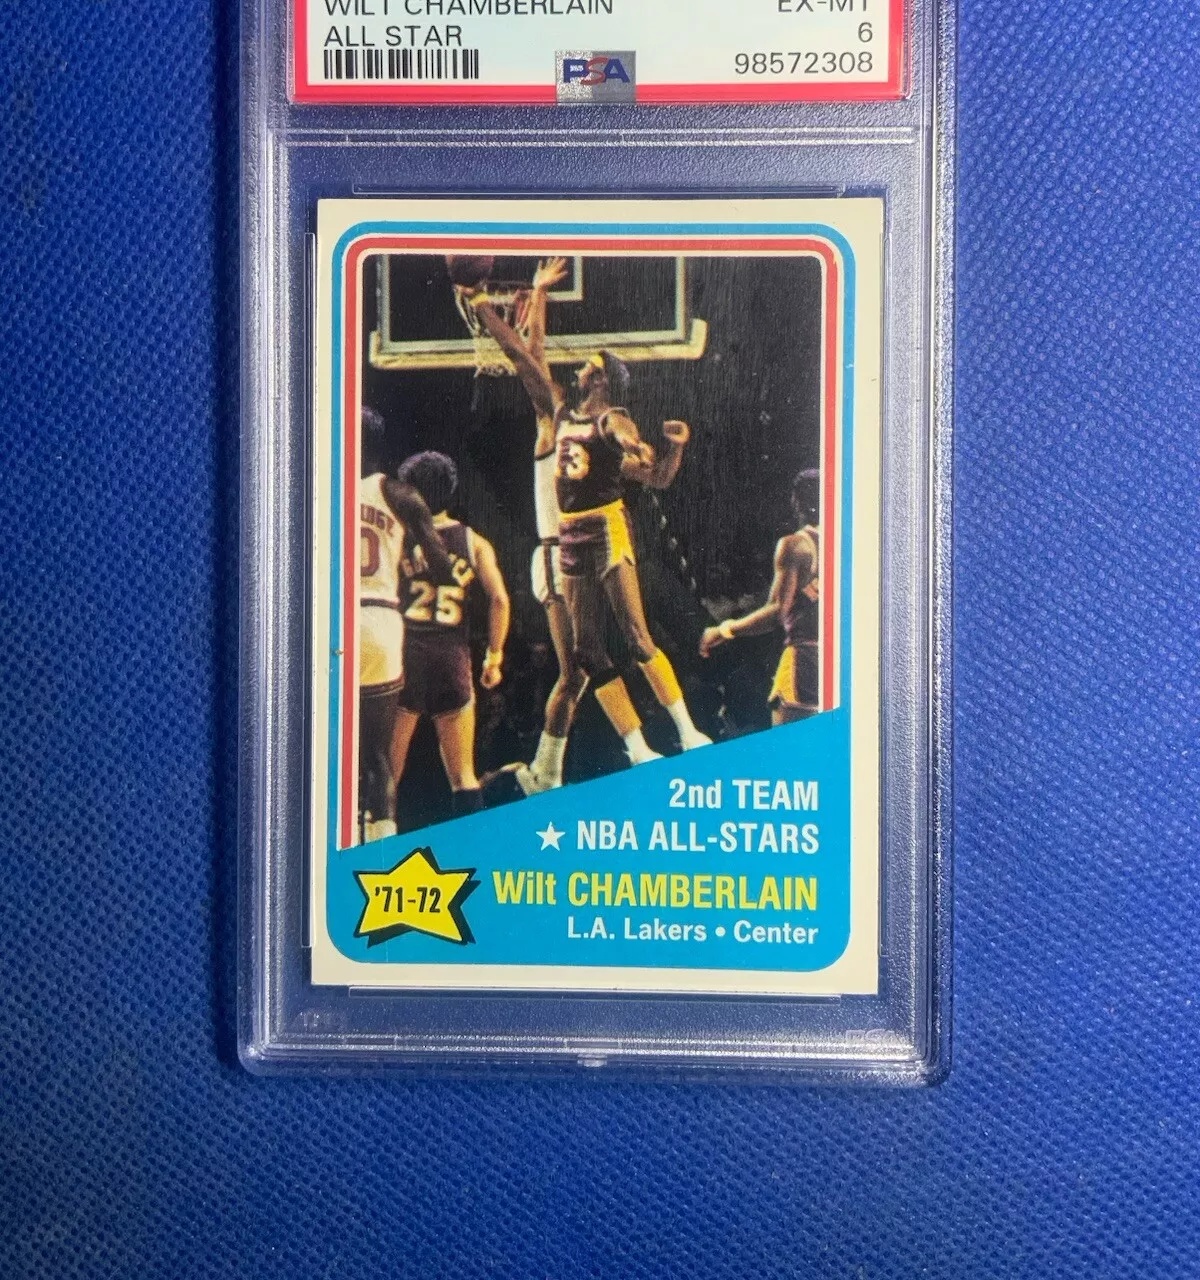 WILT CHAMBERLAIN EX-MT
ALL STAR 6
PSA 98572308
13
25
2nd TEAM
★ NBA ALL-STARS
'71-72
Wilt CHAMBERLAIN
L.A. Lakers • Center